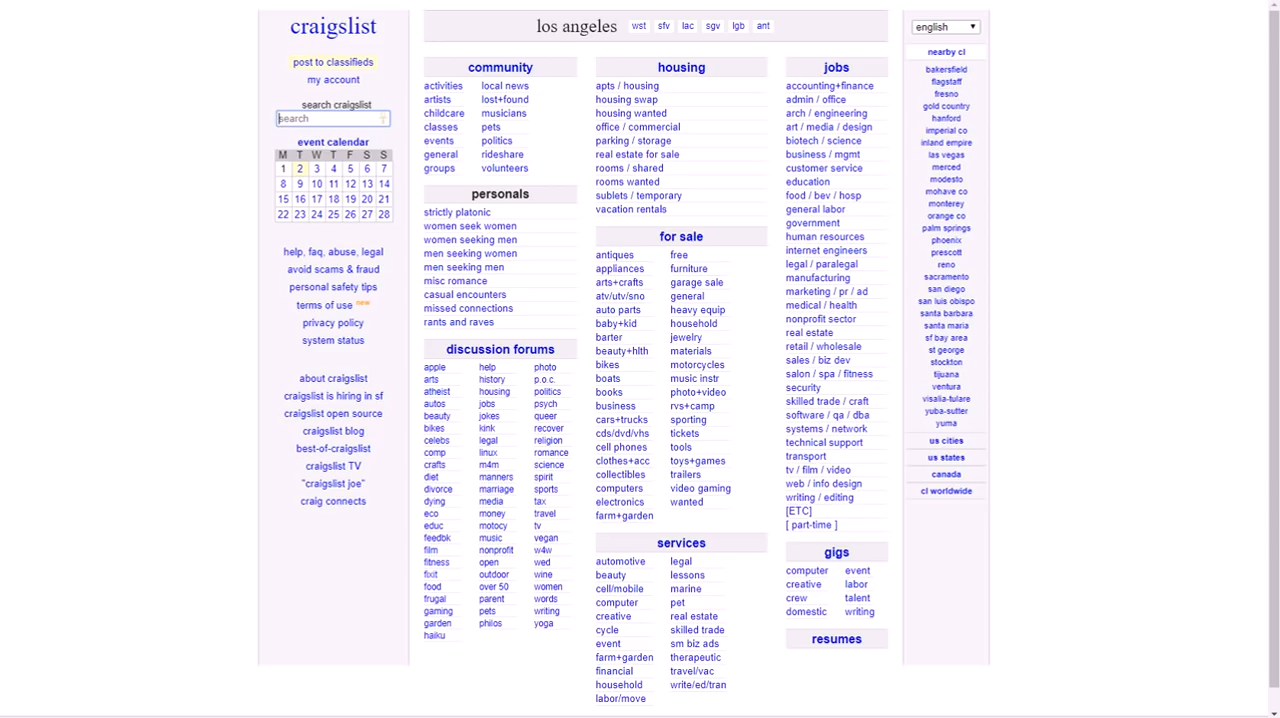 craigslist
post to classifieds
my account
search craigslist
search
event calendar
M T W T F S S
1 2 3 4 5 6 7
8 9 10 11 12 13 14
15 16 17 18 19 20 21
22 23 24 25 26 27 28
help, faq, abuse, legal
avoid scams & fraud
personal safety tips
terms of use new
privacy policy
system status
about craigslist
craigslist is hiring in sf
craigslist open source
craigslist blog
best-of-craigslist
craigslist TV
"craigslist joe"
craig connects
los angeles wst sfv lac sgv lgb ant
community
activities local news
artists lost+found
childcare musicians
classes pets
events politics
general rideshare
groups volunteers
personals
strictly platonic
women seek women
women seeking men
men seeking women
men seeking men
misc romance
casual encounters
missed connections
rants and raves
discussion forums
apple help photo
arts history p.o.c.
atheist housing politics
autos jobs psych
beauty jokes queer
bikes kink recover
celebs legal religion
comp linux romance
crafts m4m science
diet manners spirit
divorce marriage sports
dying media tax
eco money travel
educ motocy tv
feedbk music vegan
film nonprofit w4w
fitness open wed
fixit outdoor wine
food over 50 women
frugal parent words
gaming pets writing
garden philos yoga
haiku
housing
apts / housing
housing swap
housing wanted
office / commercial
parking / storage
real estate for sale
rooms / shared
rooms wanted
sublets / temporary
vacation rentals
for sale
antiques free
appliances furniture
arts+crafts garage sale
atv/utv/sno general
auto parts heavy equip
baby+kid household
barter jewelry
beauty+hlth materials
bikes motorcycles
boats music instr
books photo+video
business rvs+camp
cars+trucks sporting
cds/dvd/vhs tickets
cell phones tools
clothes+acc toys+games
collectibles trailers
computers video gaming
electronics wanted
farm+garden
services
automotive legal
beauty lessons
cell/mobile marine
computer pet
creative real estate
cycle skilled trade
event sm biz ads
farm+garden therapeutic
financial travel/vac
household write/ed/tran
labor/move
jobs
accounting+finance
admin / office
arch / engineering
art / media / design
biotech / science
business / mgmt
customer service
education
food / bev / hosp
general labor
government
human resources
internet engineers
legal / paralegal
manufacturing
marketing / pr / ad
medical / health
nonprofit sector
real estate
retail / wholesale
sales / biz dev
salon / spa / fitness
security
skilled trade / craft
software / qa / dba
systems / network
technical support
transport
tv / film / video
web / info design
writing / editing
[ETC]
[ part-time ]
gigs
computer event
creative labor
crew talent
domestic writing
resumes
english
nearby cl
bakersfield
flagstaff
fresno
gold country
hanford
imperial co
inland empire
las vegas
merced
modesto
mohave co
monterey
orange co
palm springs
phoenix
prescott
reno
sacramento
san diego
san luis obispo
santa barbara
santa maria
sf bay area
st george
stockton
tijuana
ventura
visalia-tulare
yuba-sutter
yuma
us cities
us states
canada
cl worldwide